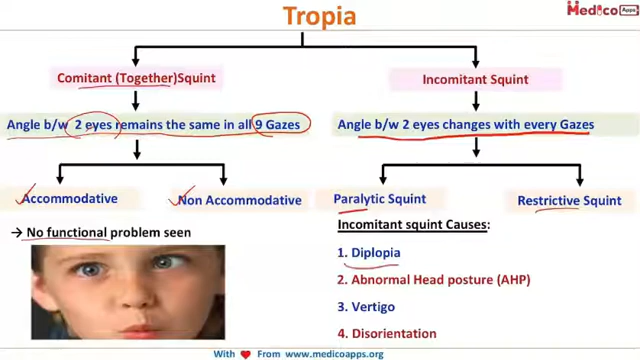 Tropia
Medico Apps
Comitant (Together)Squint
Incomitant Squint
Angle b/w 2 eyes remains the same in all 9 Gazes
Angle b/w 2 eyes changes with every Gazes
Accommodative
Non Accommodative
Paralytic Squint
Restrictive Squint
→ No functional problem seen
Incomitant squint Causes:
1. Diplopia
2. Abnormal Head posture (AHP)
3. Vertigo
4. Disorientation
With ❤ From www.medicoapps.org